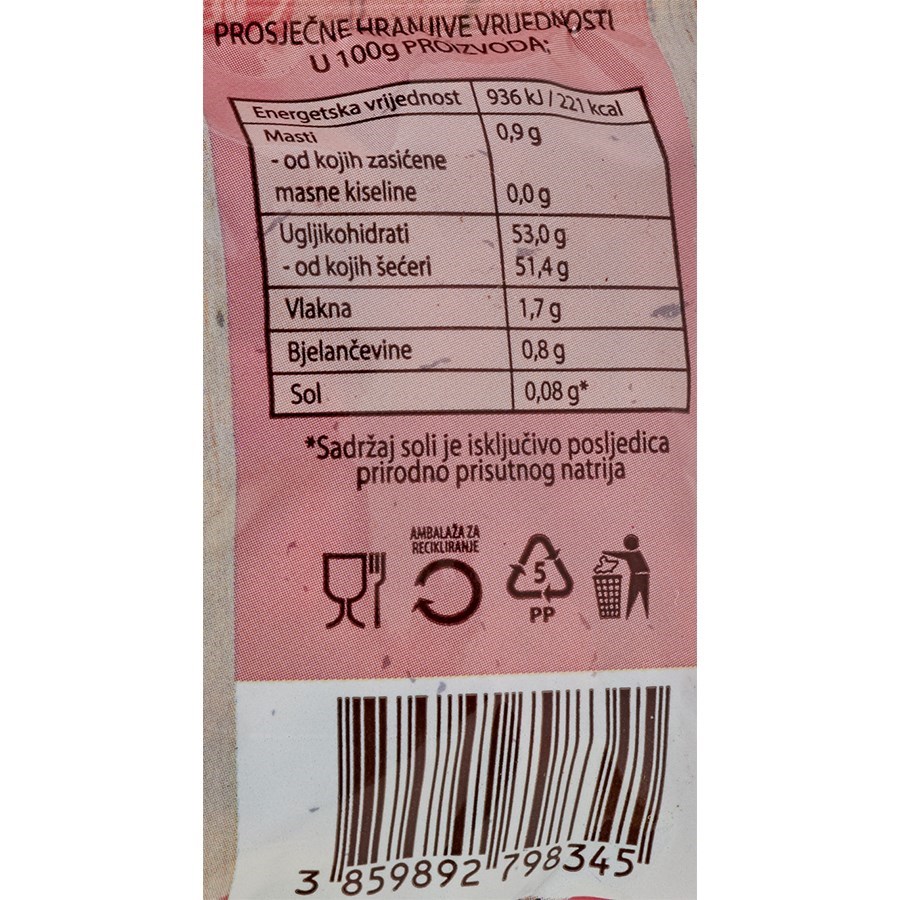 PROSJEČNE HRANJIVE VRIJEDNOSTI
U 100g PROIZVODA:
Energetska vrijednost 936 kJ / 221 kcal
Masti 0,9 g
- od kojih zasićene
masne kiseline 0,0 g
Ugljikohidrati 53,0 g
- od kojih šećeri 51,4 g
Vlakna 1,7 g
Bjelančevine 0,8 g
Sol 0,08 g*
*Sadržaj soli je isključivo posljedica
prirodno prisutnog natrija
AMBALAŽA ZA
RECIKLIRANJE
5
PP
3 859892 798345